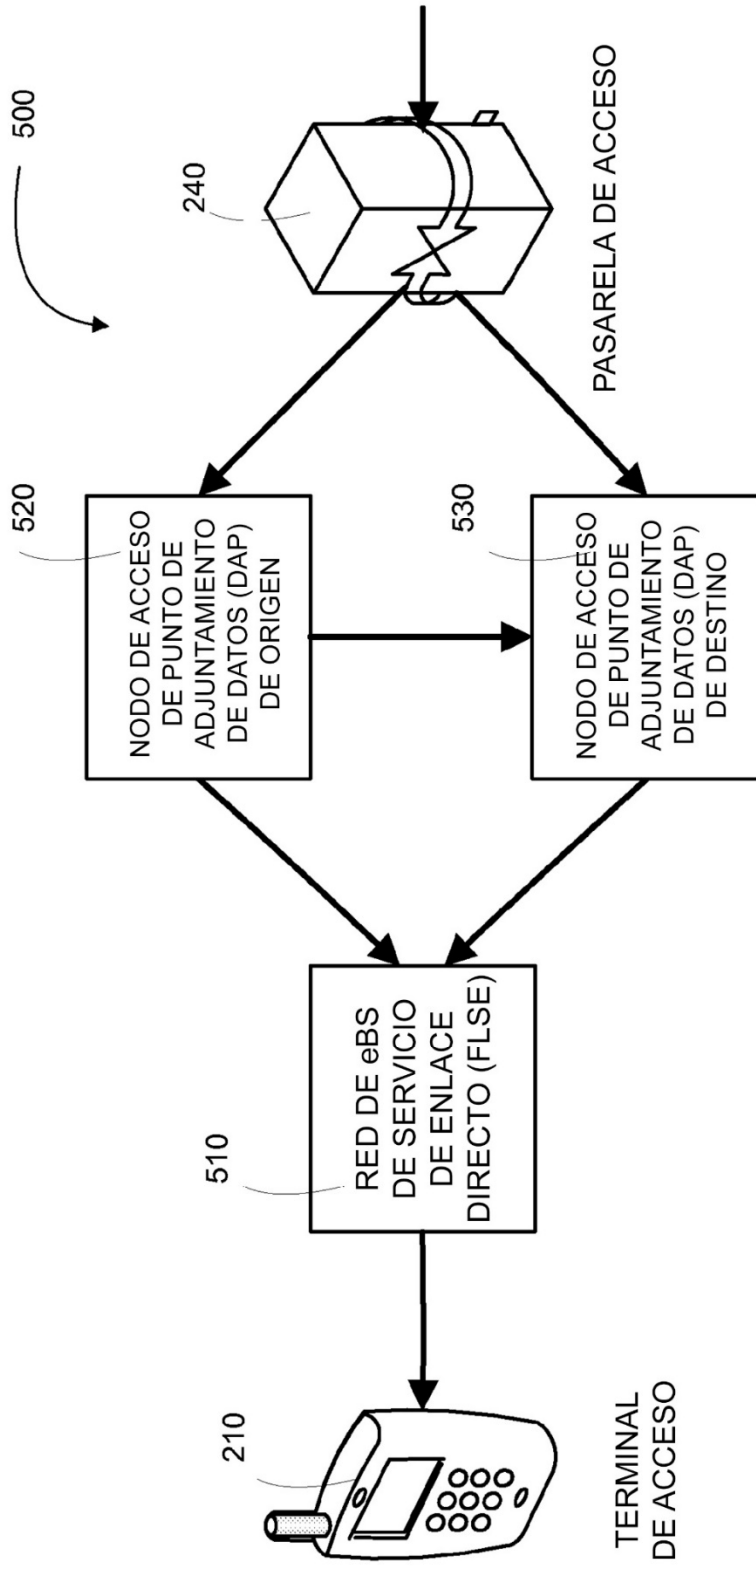 500
520
NODO DE ACCESO
DE PUNTO DE
ADJUNTAMIENTO
DE DATOS (DAP)
DE ORIGEN
240
510
RED DE eBS
DE SERVICIO
DE ENLACE
DIRECTO (FLSE)
210
530
NODO DE ACCESO
DE PUNTO DE
ADJUNTAMIENTO
DE DATOS (DAP)
DE DESTINO
TERMINAL
DE ACCESO
PASARELA DE ACCESO